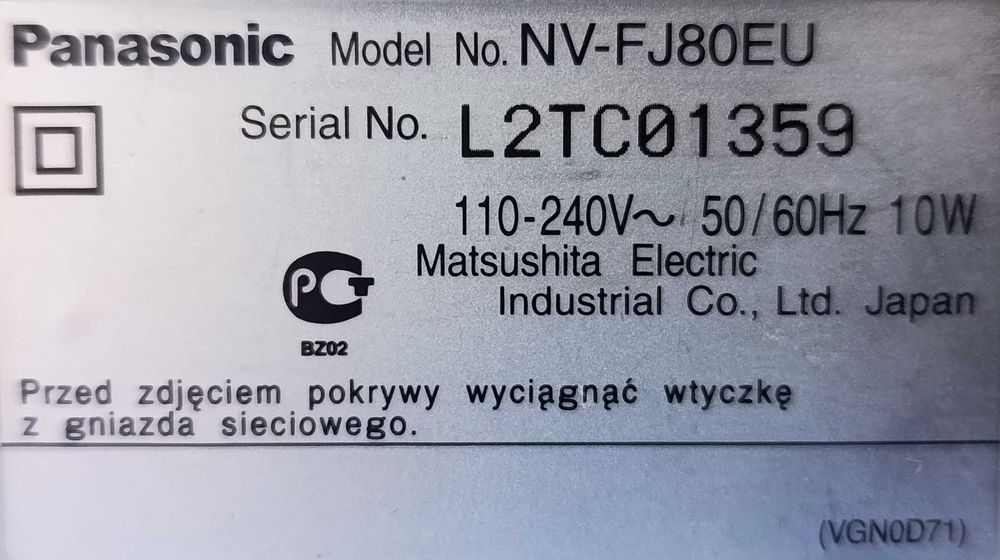 Panasonic Model No. NV-FJ80EU
Serial No. L2TC01359
110-240V~ 50/60Hz 10W
Matsushita Electric
Industrial Co., Ltd. Japan
PCT
BZ02
Przed zdjęciem pokrywy wyciągnąć wtyczkę
z gniazda sieciowego.
(VGN0D71)